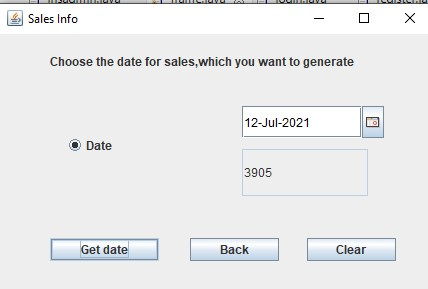 Sales Info
Choose the date for sales,which you want to generate
12-Jul-2021
Date
3905
Get date
Back
Clear